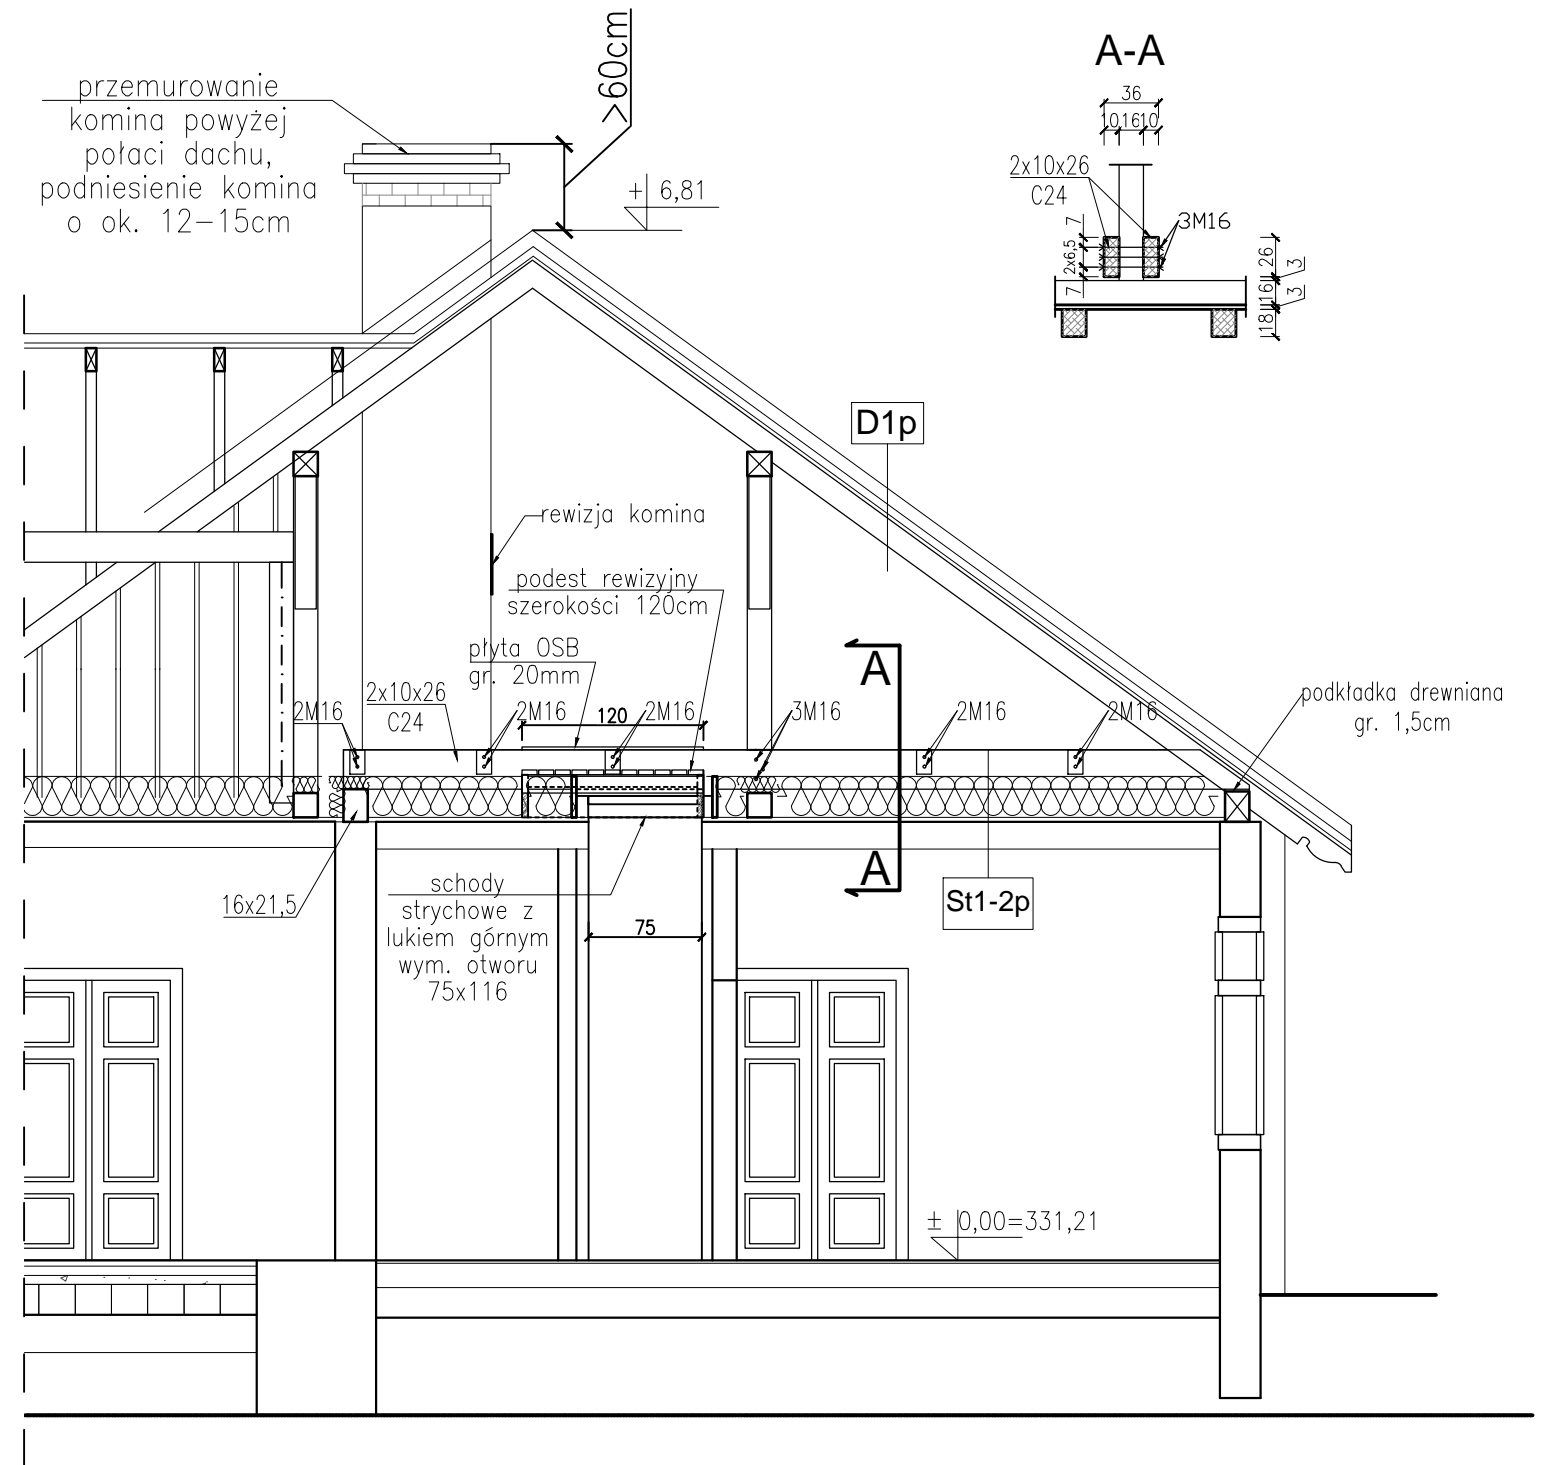 >60cm
A-A
przemurowanie
komina powyżej
połaci dachu,
podniesienie komina
o ok. 12-15cm
36
10 16 10
2x10x26
C24
3M16
7
2x6,5
7
26
3
16
3
18
+ 6,81
D1p
rewizja komina
podest rewizyjny
szerokości 120cm
płyta OSB
gr. 20mm
A
podkładka drewniana
gr. 1,5cm
2x10x26
C24
2M16
2M16
120
2M16
3M16
2M16
2M16
A
St1-2p
16x21,5
schody
strychowe z
lukiem górnym
wym. otworu
75x116
75
± 0,00=331,21